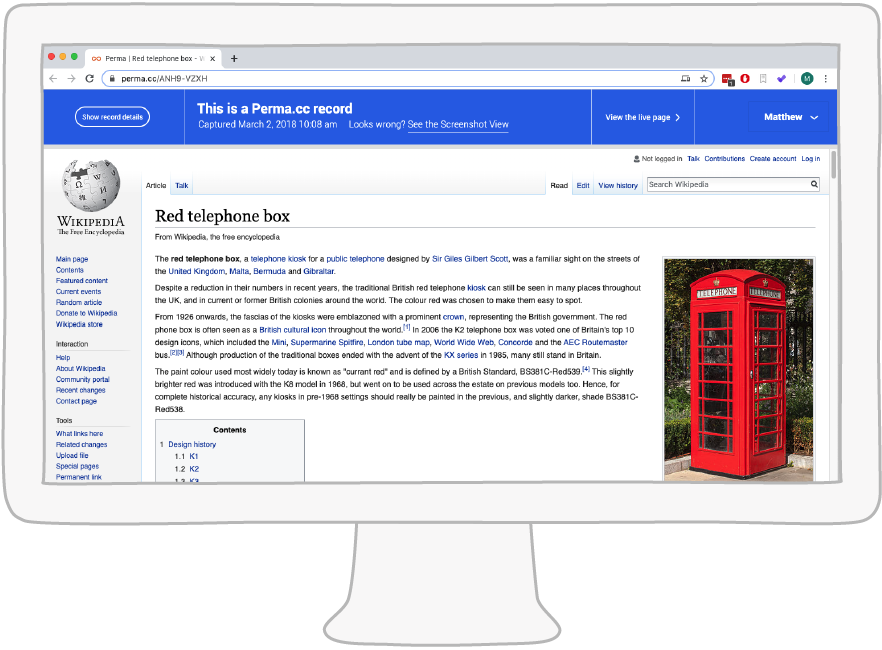 Perma | Red telephone box - W
perma.cc/ANH9-VZXH
1
M
Show record details
This is a Perma.cc record
Captured March 2, 2018 10:08 am Looks wrong? See the Screenshot View
View the live page
Matthew
Not logged in Talk Contributions Create account Log in
Article Talk
Read Edit View history
Search Wikipedia
WIKIPEDIA
The Free Encyclopedia
Main page
Contents
Featured content
Current events
Random article
Donate to Wikipedia
Wikipedia store
Interaction
Help
About Wikipedia
Community portal
Recent changes
Contact page
Tools
What links here
Related changes
Upload file
Special pages
Permanent link
Red telephone box
From Wikipedia, the free encyclopedia
The red telephone box, a telephone kiosk for a public telephone designed by Sir Giles Gilbert Scott, was a familiar sight on the streets of
the United Kingdom, Malta, Bermuda and Gibraltar.
Despite a reduction in their numbers in recent years, the traditional British red telephone kiosk can still be seen in many places throughout
the UK, and in current or former British colonies around the world. The colour red was chosen to make them easy to spot.
From 1926 onwards, the fascias of the kiosks were emblazoned with a prominent crown, representing the British government. The red
phone box is often seen as a British cultural icon throughout the world.[1] In 2006 the K2 telephone box was voted one of Britain's top 10
design icons, which included the Mini, Supermarine Spitfire, London tube map, World Wide Web, Concorde and the AEC Routemaster
bus.[2][3] Although production of the traditional boxes ended with the advent of the KX series in 1985, many still stand in Britain.
The paint colour used most widely today is known as "currant red" and is defined by a British Standard, BS381C-Red539.[4] This slightly
brighter red was introduced with the K8 model in 1968, but went on to be used across the estate on previous models too. Hence, for
complete historical accuracy, any kiosks in pre-1968 settings should really be painted in the previous, and slightly darker, shade BS381C-
Red538.
Contents
1 Design history
1.1 K1
1.2 K2
1.3 K3
TELEPHONE
TELEPHONE